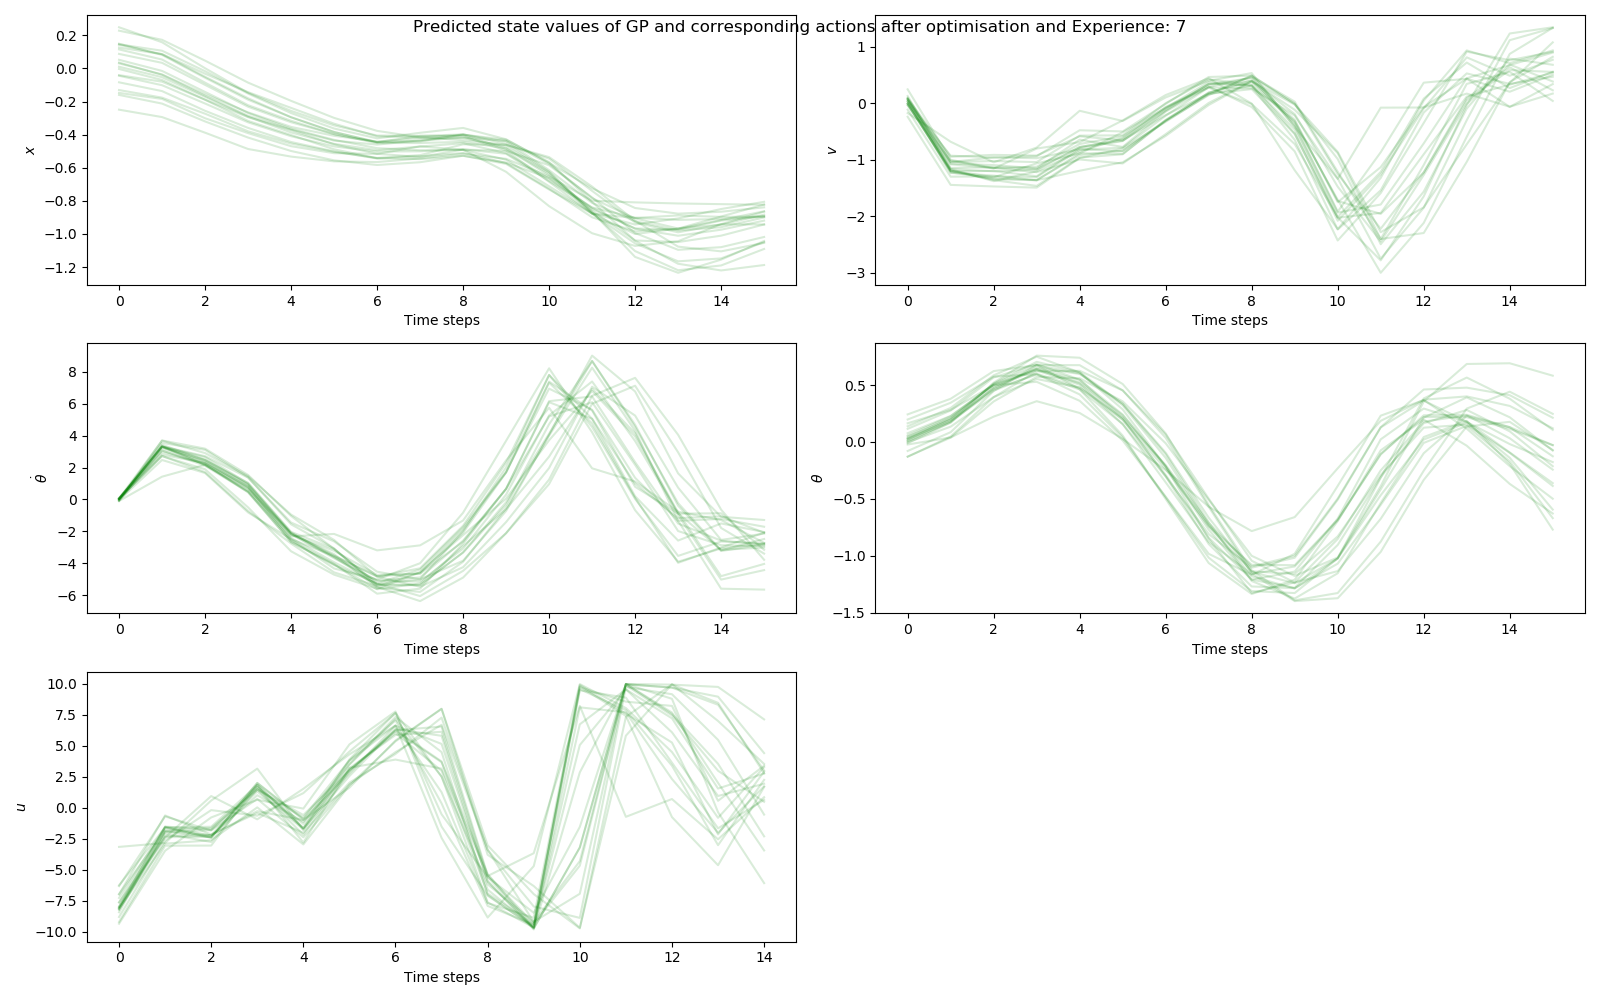 Predicted state values of GP and corresponding actions after optimisation and Experience: 7
0.2
0.0
−0.2
−0.4
−0.6
−0.8
−1.0
−1.2
x
0 2 4 6 8 10 12 14
Time steps
1
0
−1
−2
−3
v
0 2 4 6 8 10 12 14
Time steps
8
6
4
2
0
−2
−4
−6
θ̇
0 2 4 6 8 10 12 14
Time steps
0.5
0.0
−0.5
−1.0
−1.5
θ
0 2 4 6 8 10 12 14
Time steps
10.0
7.5
5.0
2.5
0.0
−2.5
−5.0
−7.5
−10.0
u
0 2 4 6 8 10 12 14
Time steps